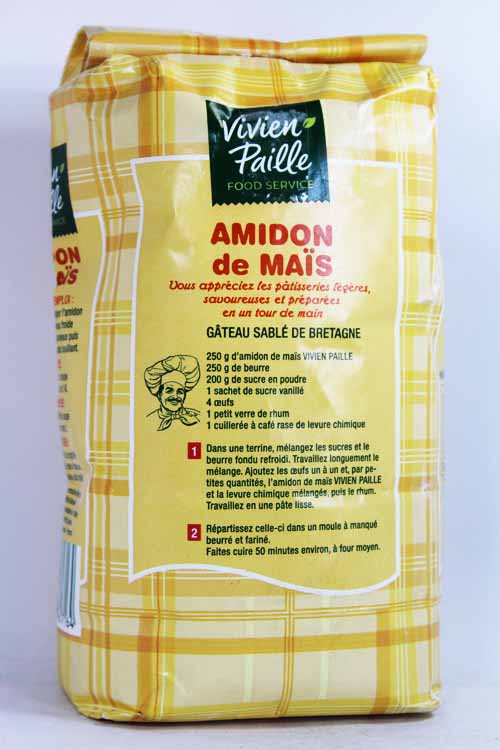 Vivien
Paille
FOOD SERVICE
AMIDON
de MAÏS
Vous appréciez les pâtisseries légères,
savoureuses et préparées
en un tour de main
GÂTEAU SABLÉ DE BRETAGNE
250 g d'amidon de maïs VIVIEN PAILLE
250 g de beurre
200 g de sucre en poudre
1 sachet de sucre vanillé
4 œufs
1 petit verre de rhum
1 cuillerée à café rase de levure chimique
1 Dans une terrine, mélangez les sucres et le
beurre fondu refroidi. Travaillez longuement le
mélange. Ajoutez les œufs un à un et, par pe-
tites quantités, l'amidon de maïs VIVIEN PAILLE
et la levure chimique mélangés, puis le rhum.
Travaillez en une pâte lisse.
2 Répartissez celle-ci dans un moule à manqué
beurré et fariné.
Faites cuire 50 minutes environ, à four moyen.